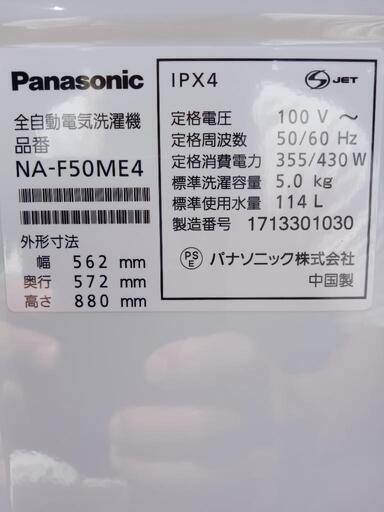 Panasonic
全自動電気洗濯機
品番
NA-F50ME4
外形寸法
幅 562 mm
奥行 572 mm
高さ 880 mm
IPX4
S JET
定格電圧 100 V ～
定格周波数 50/60 Hz
定格消費電力 355/430 W
標準洗濯容量 5.0 kg
標準使用水量 114 L
製造番号 1713301030
PS
E
パナソニック株式会社
中国製